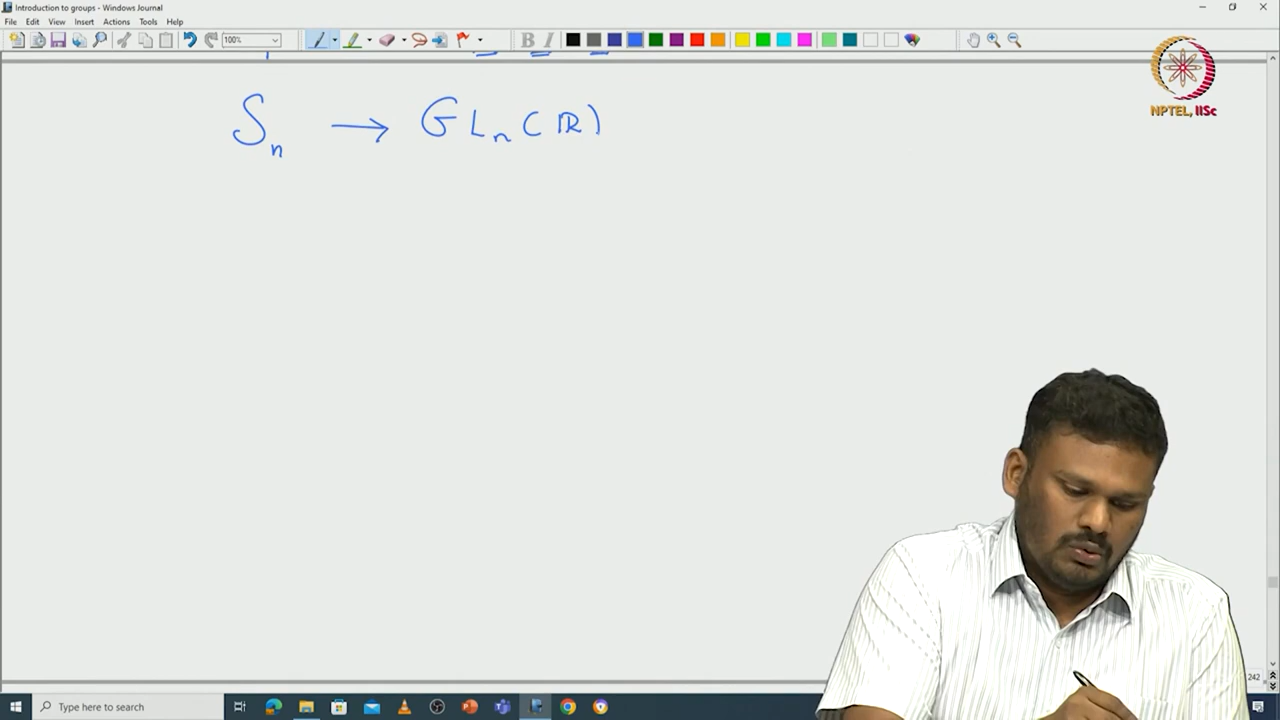 Introduction to groups - Windows Journal
File Edit View Insert Actions Tools Help
100%
B I
NPTEL, IISc
S_n → GL_n(ℝ)
242
Type here to search